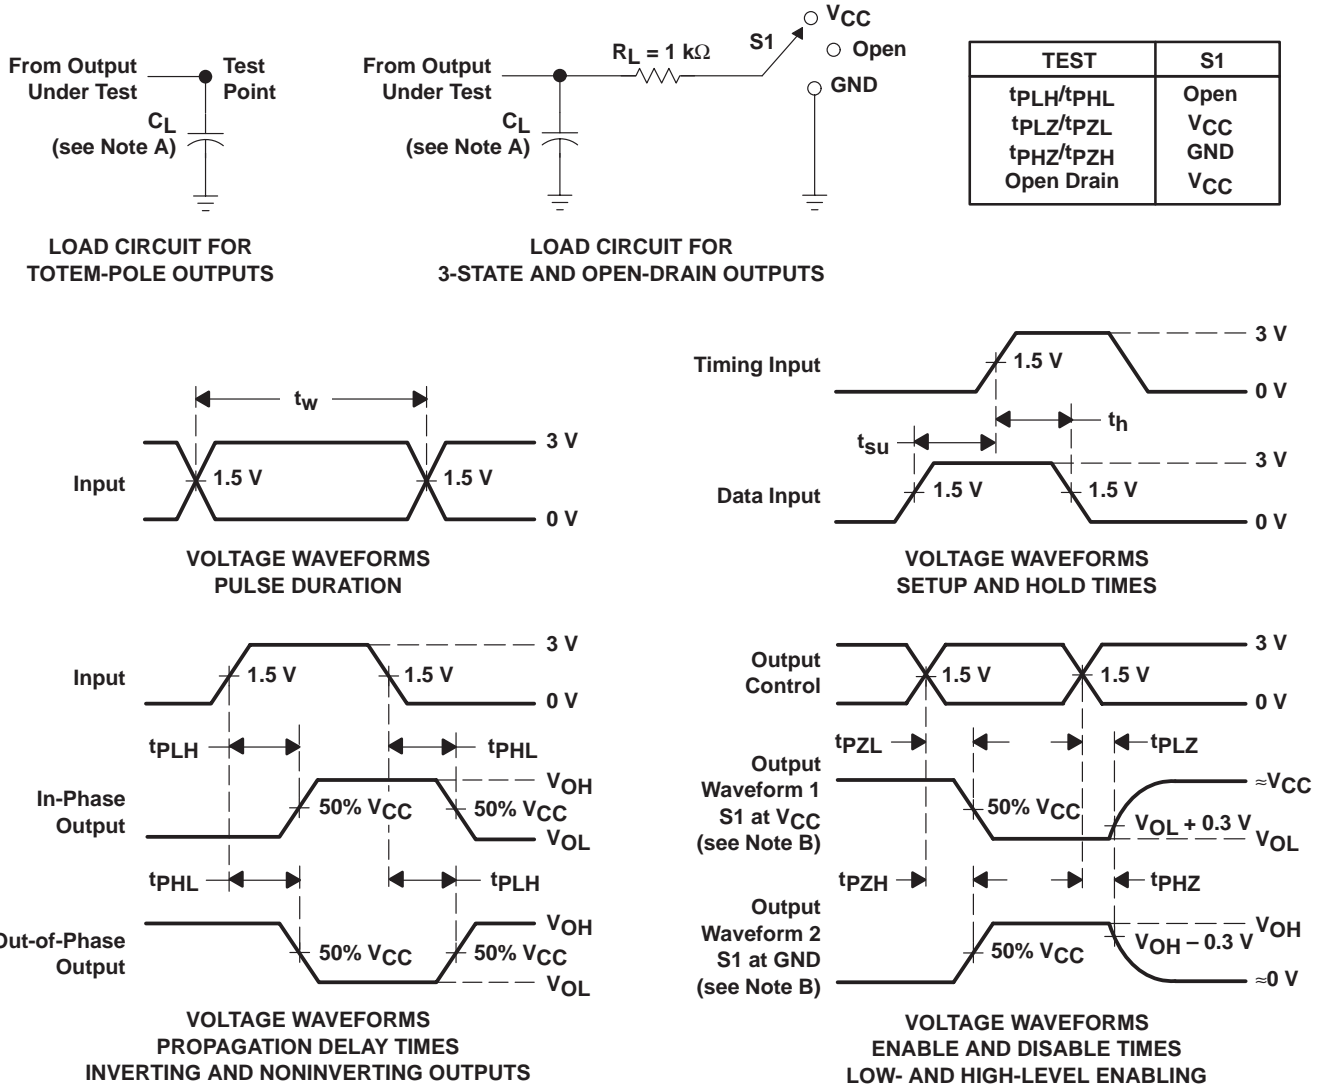 From Output
Under Test
Test
Point
CL
(see Note A)
LOAD CIRCUIT FOR
TOTEM-POLE OUTPUTS
From Output
Under Test
CL
(see Note A)
RL = 1 kΩ
S1
VCC
Open
GND
LOAD CIRCUIT FOR
3-STATE AND OPEN-DRAIN OUTPUTS
TEST S1
tPLH/tPHL Open
tPLZ/tPZL VCC
tPHZ/tPZH GND
Open Drain VCC
tw
Input
1.5 V
1.5 V
3 V
0 V
VOLTAGE WAVEFORMS
PULSE DURATION
Timing Input
1.5 V
3 V
0 V
th
tsu
Data Input
1.5 V
1.5 V
3 V
0 V
VOLTAGE WAVEFORMS
SETUP AND HOLD TIMES
Input
1.5 V
1.5 V
3 V
0 V
tPLH
tPHL
In-Phase
Output
50% VCC
50% VCC
VOH
VOL
tPHL
tPLH
Out-of-Phase
Output
50% VCC
50% VCC
VOH
VOL
VOLTAGE WAVEFORMS
PROPAGATION DELAY TIMES
INVERTING AND NONINVERTING OUTPUTS
Output
Control
1.5 V
1.5 V
3 V
0 V
tPZL
tPLZ
Output
Waveform 1
S1 at VCC
(see Note B)
50% VCC
VOL + 0.3 V
≈VCC
VOL
tPZH
tPHZ
Output
Waveform 2
S1 at GND
(see Note B)
50% VCC
VOH − 0.3 V
VOH
≈0 V
VOLTAGE WAVEFORMS
ENABLE AND DISABLE TIMES
LOW- AND HIGH-LEVEL ENABLING